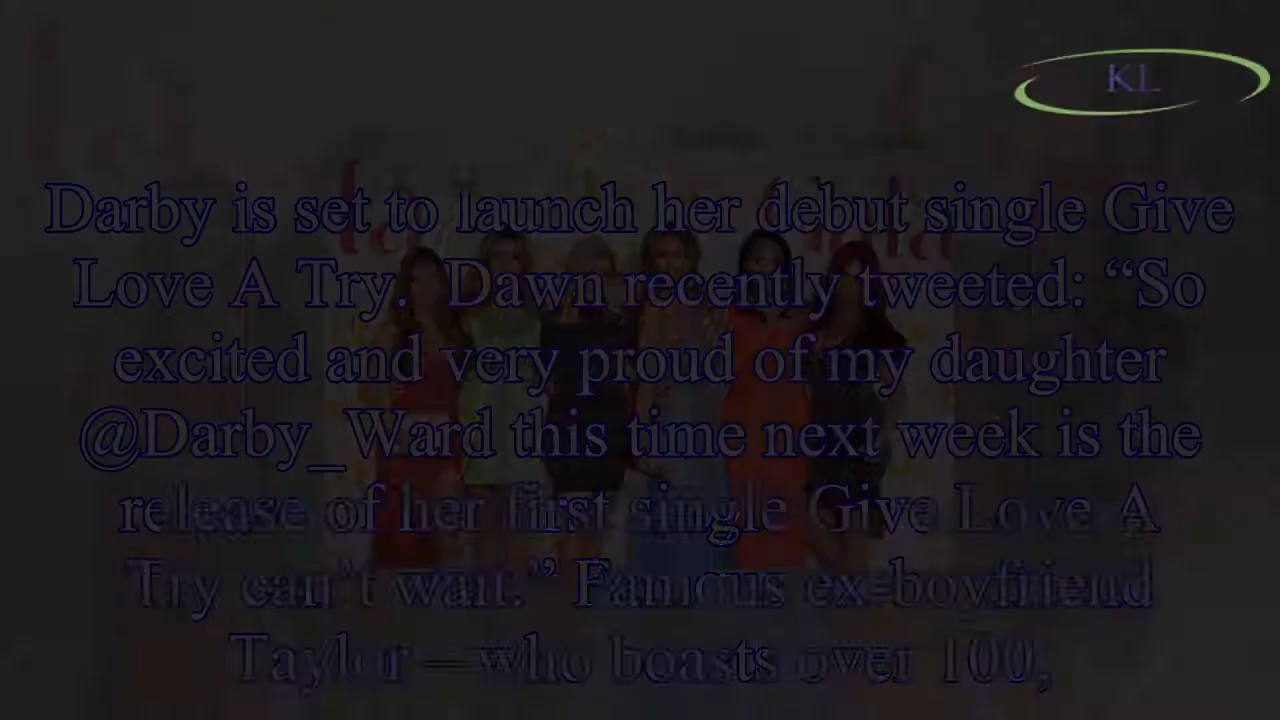 KL
Darby is set to launch her debut single Give
Love A Try.  Dawn recently tweeted: “So
excited and very proud of my daughter
@Darby_Ward this time next week is the
release of her first single Give Love A
Try can’t wait.” Famous ex-boyfriend
Taylor – who boasts over 100,